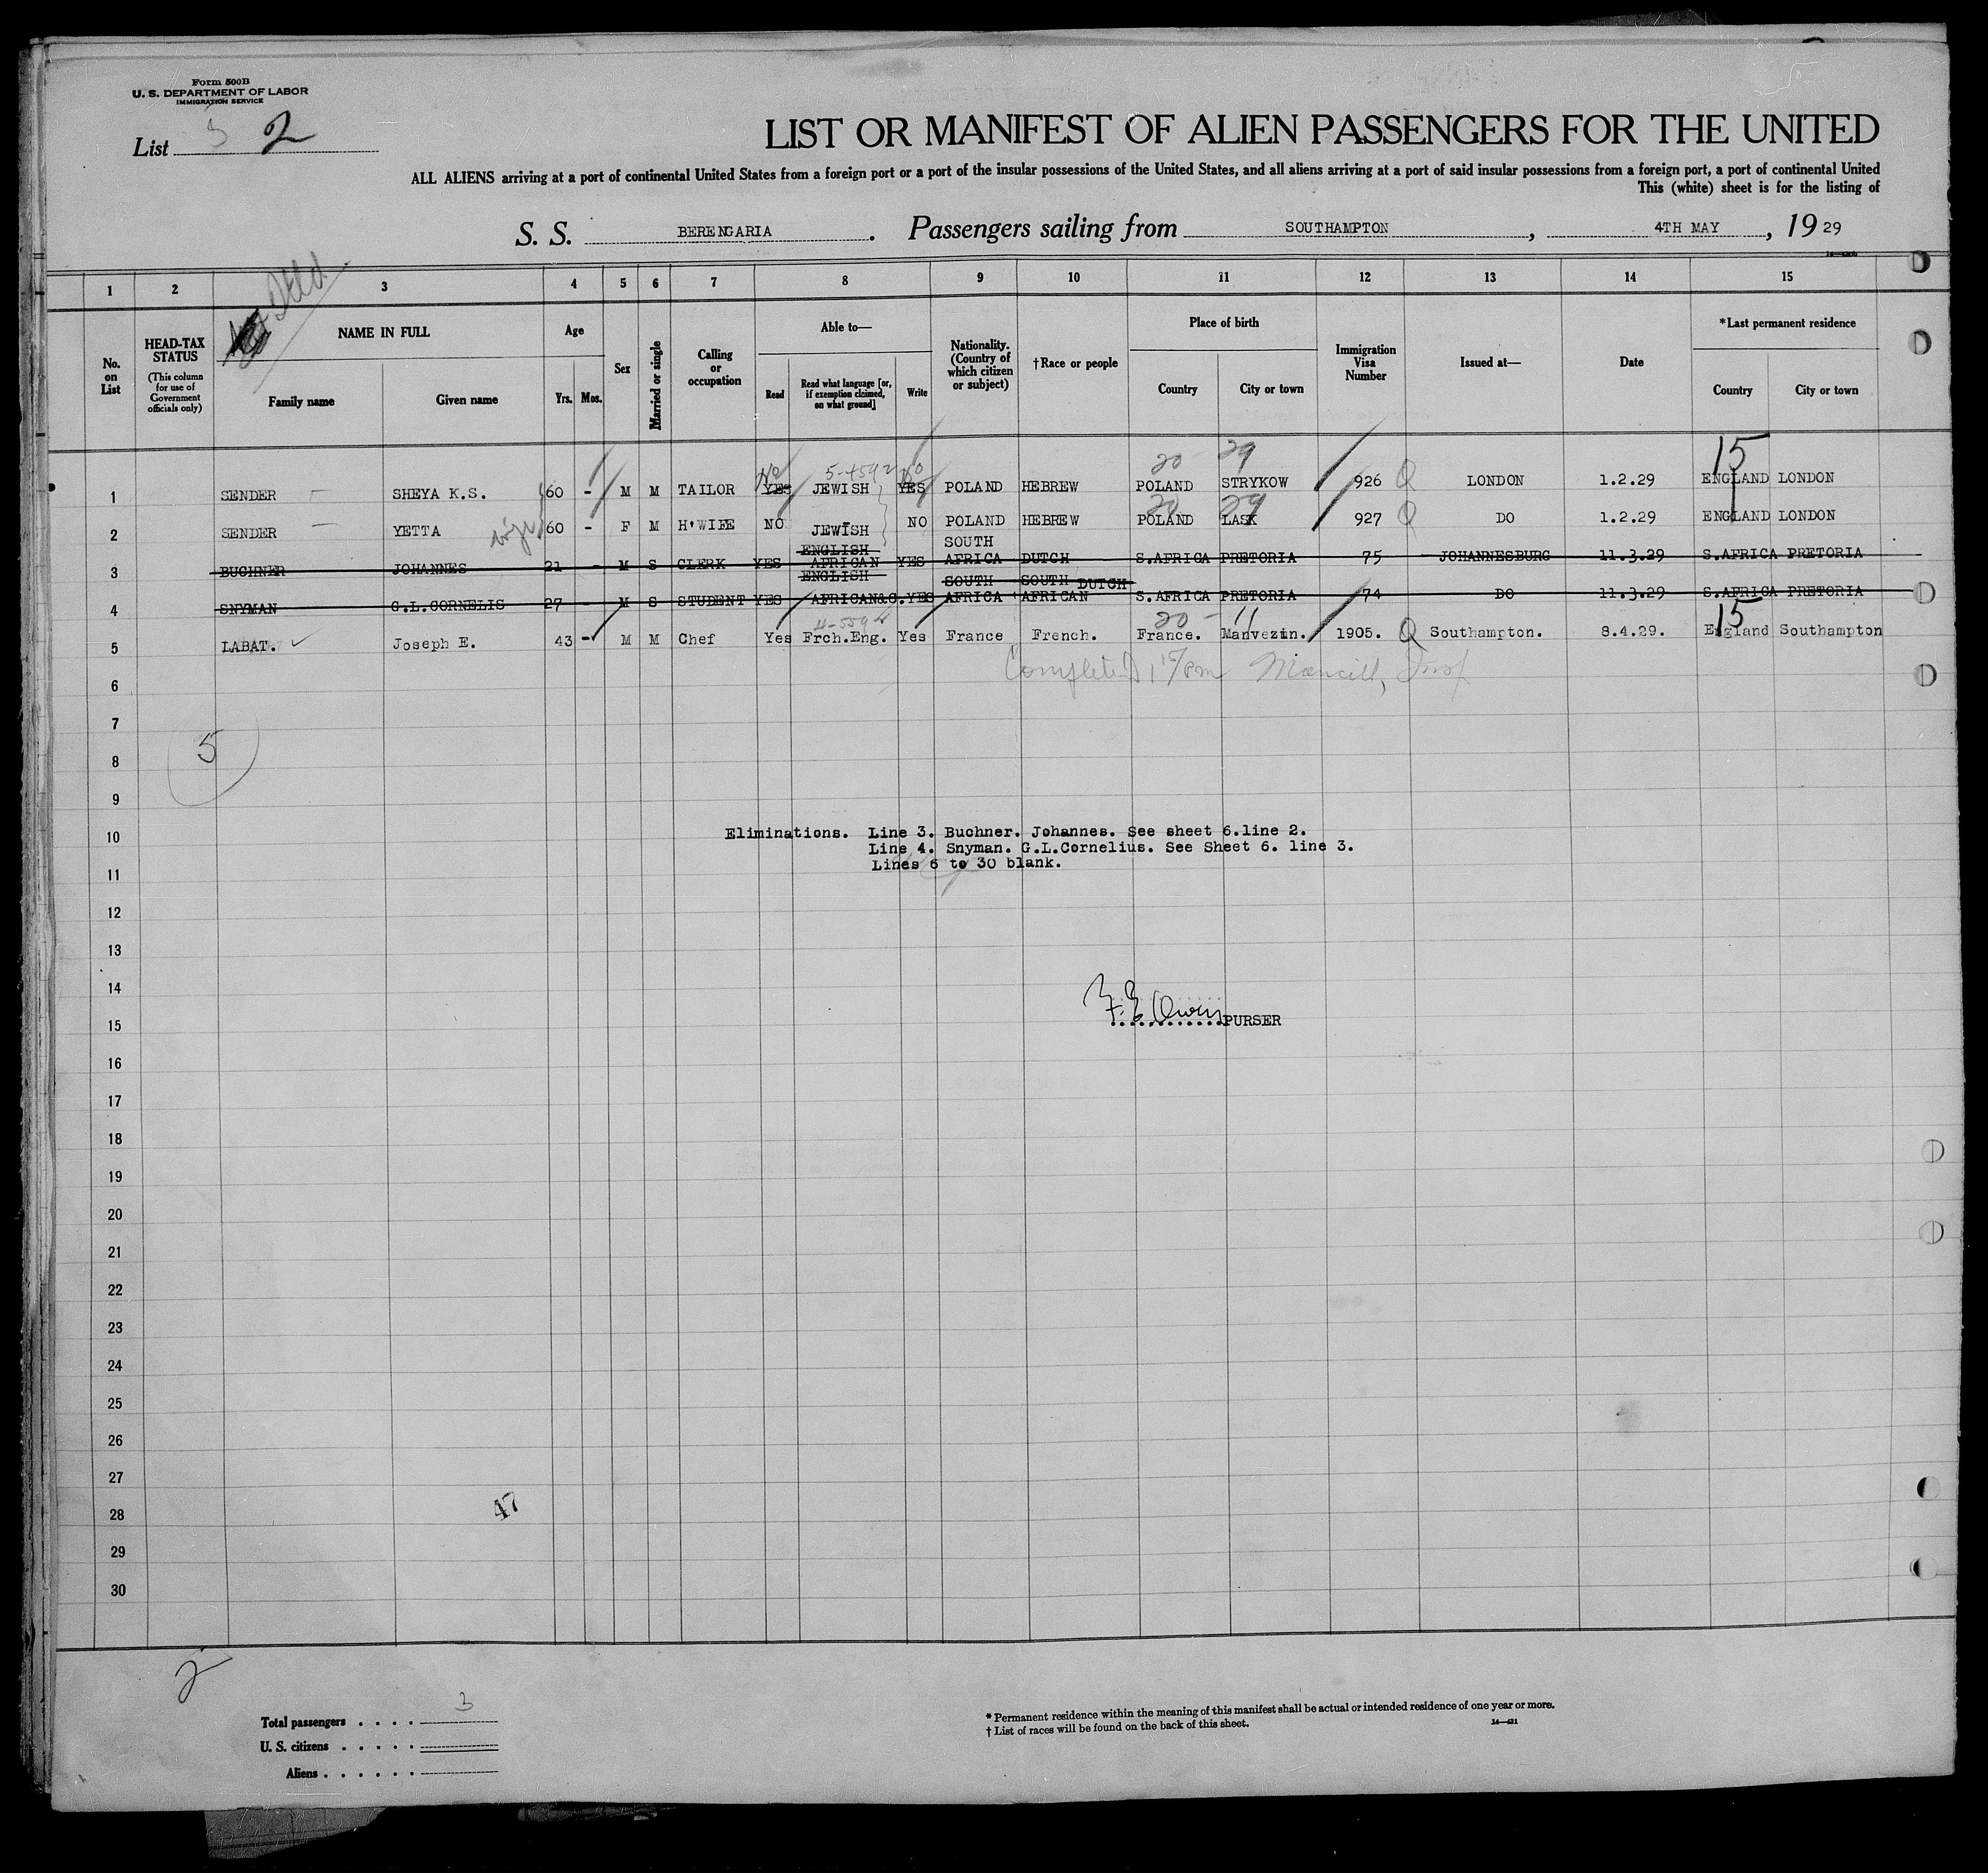 Form 500B
U. S. DEPARTMENT OF LABOR
IMMIGRATION SERVICE
List 5 2
LIST OR MANIFEST OF ALIEN PASSENGERS FOR THE UNITED
ALL ALIENS arriving at a port of continental United States from a foreign port or a port of the insular possessions of the United States, and all aliens arriving at a port of said insular possessions from a foreign port, a port of continental United
This (white) sheet is for the listing of
S. S. BERENGARIA. Passengers sailing from SOUTHAMPTON, 4TH MAY, 1929
1 2 3 4 5 6 7 8 9 10 11 12 13 14 15
No. on List
HEAD-TAX STATUS
(This column for use of Government officials only)
NAME IN FULL
Family name
Given name
Age
Yrs. Mos.
Sex
Married or single
Calling or occupation
Able to—
Read
Read what language [or, if exemption claimed, on what ground]
Write
Nationality. (Country of which citizen or subject)
†Race or people
Place of birth
Country
City or town
Immigration Visa Number
Issued at—
Date
*Last permanent residence
Country
City or town
No 5-4592 No 20 - 29 15
1 SENDER SHEYA K.S. 60 - M M TAILOR YES JEWISH YES POLAND HEBREW POLAND STRYKOW 926 Q LONDON 1.2.29 ENGLAND LONDON
20 29
2 SENDER YETTA wife 60 - F M H'WIFE NO JEWISH NO POLAND HEBREW POLAND LASK 927 Q DO 1.2.29 ENGLAND LONDON
ENGLISH SOUTH
3 BUCHNER JOHANNES 21 - M S CLERK YES AFRICAN YES AFRICA DUTCH S.AFRICA PRETORIA 75 JOHANNESBURG 11.3.29 S.AFRICA PRETORIA
ENGLISH SOUTH SOUTH DUTCH
4 SNYMAN G.L.CORNELIS 27 - M S STUDENT YES AFRICAN&G. YES AFRICA AFRICAN S.AFRICA PRETORIA 74 DO 11.3.29 S.AFRICA PRETORIA
20 - 11 15
5 LABAT. Joseph E. 43 - M M Chef Yes Frch.Eng. Yes France French. France. Manvezin. 1905. Q Southampton. 8.4.29. England Southampton
6
7
5
8
9
10 Eliminations. Line 3. Buchner. Johannes. See sheet 6.line 2.
Line 4. Snyman. G.L.Cornelius. See Sheet 6. line 3.
11 Lines 6 to 30 blank.
12
13
14
15 F. E. Owen PURSER
16
17
18
19
20
21
22
23
24
25
26
27
28 47
29
30
2
Total passengers . . . . 3
U. S. citizens . . . . .
Aliens . . . . . .
* Permanent residence within the meaning of this manifest shall be actual or intended residence of one year or more.
† List of races will be found on the back of this sheet.